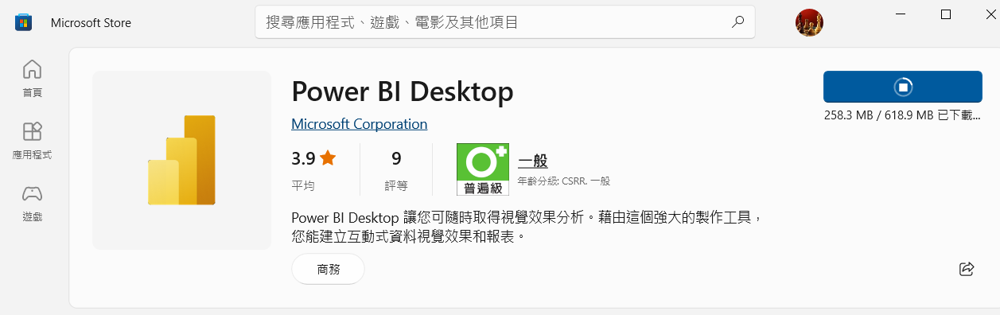 Microsoft Store
搜尋應用程式、遊戲、電影及其他項目
首頁
應用程式
遊戲
Power BI Desktop
Microsoft Corporation
3.9
平均
9
評等
普遍級
一般
年齡分級: CSRR. 一般
Power BI Desktop 讓您可隨時取得視覺效果分析。藉由這個強大的製作工具，
您能建立互動式資料視覺效果和報表。
商務
258.3 MB / 618.9 MB 已下載...